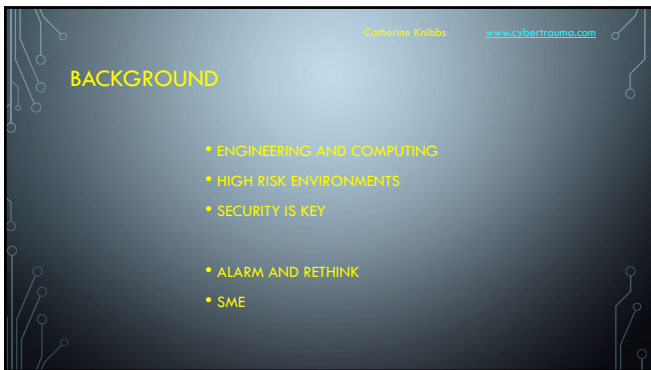 Catherine Knibbs www.cybertrauma.com
BACKGROUND
• ENGINEERING AND COMPUTING
• HIGH RISK ENVIRONMENTS
• SECURITY IS KEY
• ALARM AND RETHINK
• SME